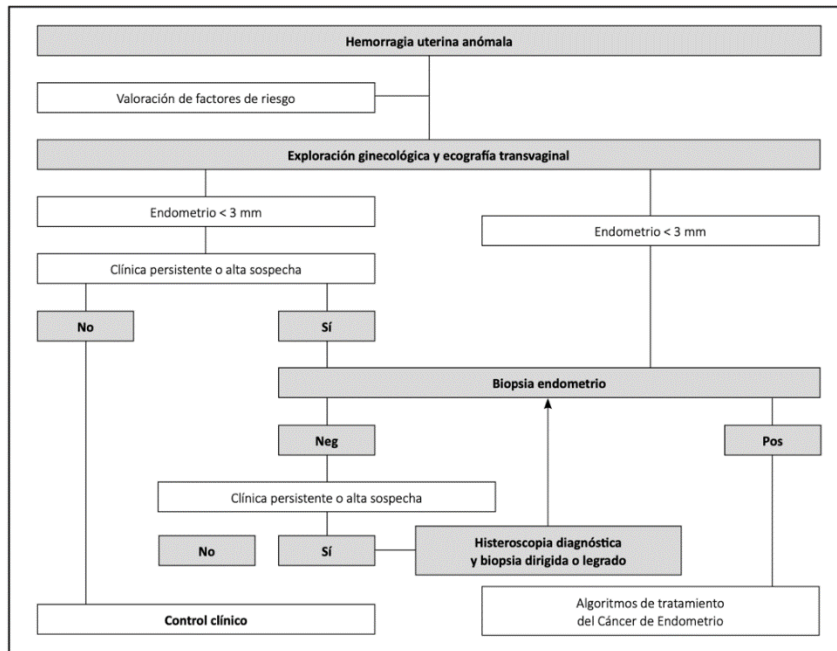 Hemorragia uterina anómala
Valoración de factores de riesgo
Exploración ginecológica y ecografía transvaginal
Endometrio < 3 mm
Endometrio < 3 mm
Clínica persistente o alta sospecha
No
Sí
Biopsia endometrio
Neg
Pos
Clínica persistente o alta sospecha
No
Sí
Histeroscopia diagnóstica
y biopsia dirigida o legrado
Control clínico
Algoritmos de tratamiento
del Cáncer de Endometrio